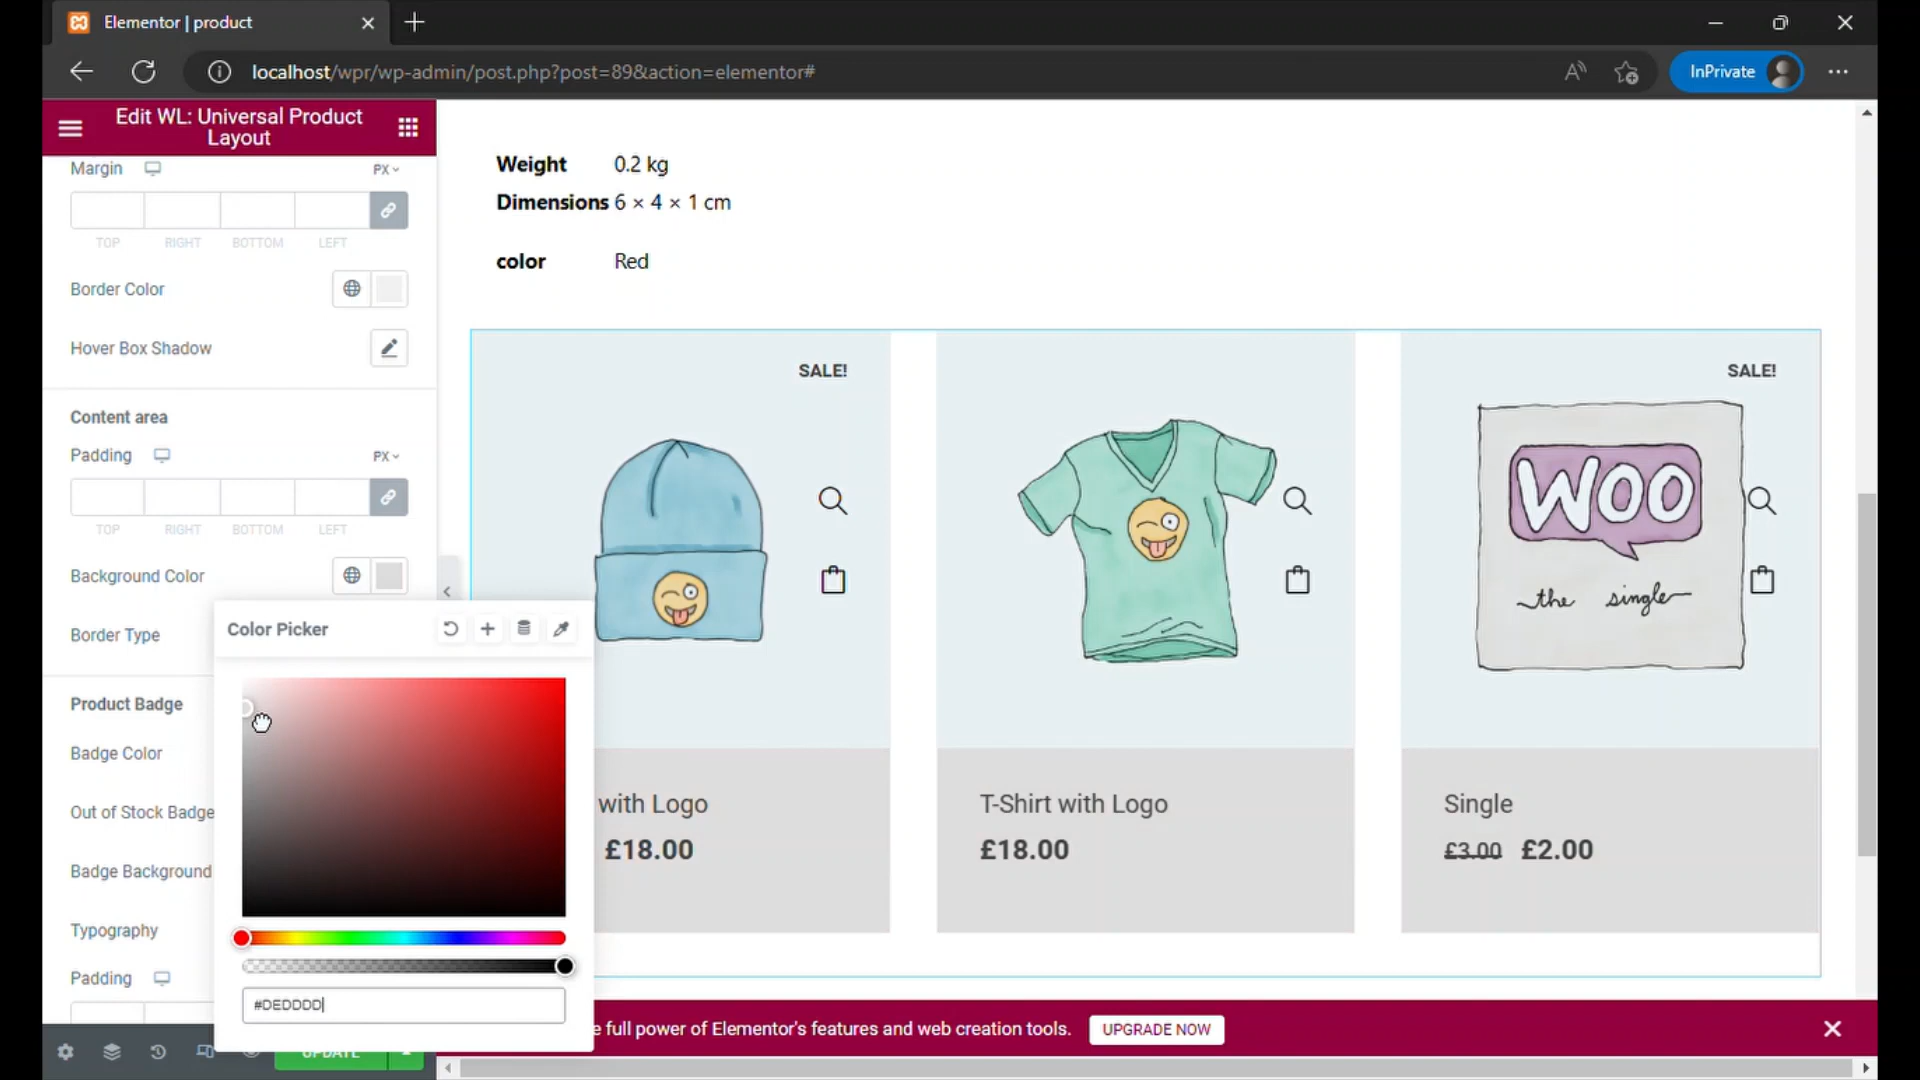 Elementor | product
localhost/wpr/wp-admin/post.php?post=89&action=elementor#
InPrivate
Edit WL: Universal Product
Layout
Margin
PX
TOP RIGHT BOTTOM LEFT
Border Color
Hover Box Shadow
Content area
Padding
PX
TOP RIGHT BOTTOM LEFT
Background Color
Border Type
Product Badge
Badge Color
Out of Stock Badge
Badge Background
Typography
Padding
UPDATE
Color Picker
#DEDDDD
Weight 0.2 kg
Dimensions 6 × 4 × 1 cm
color Red
SALE!
SALE!
WOO
the single
with Logo
£18.00
T-Shirt with Logo
£18.00
Single
£3.00 £2.00
e full power of Elementor's features and web creation tools.
UPGRADE NOW